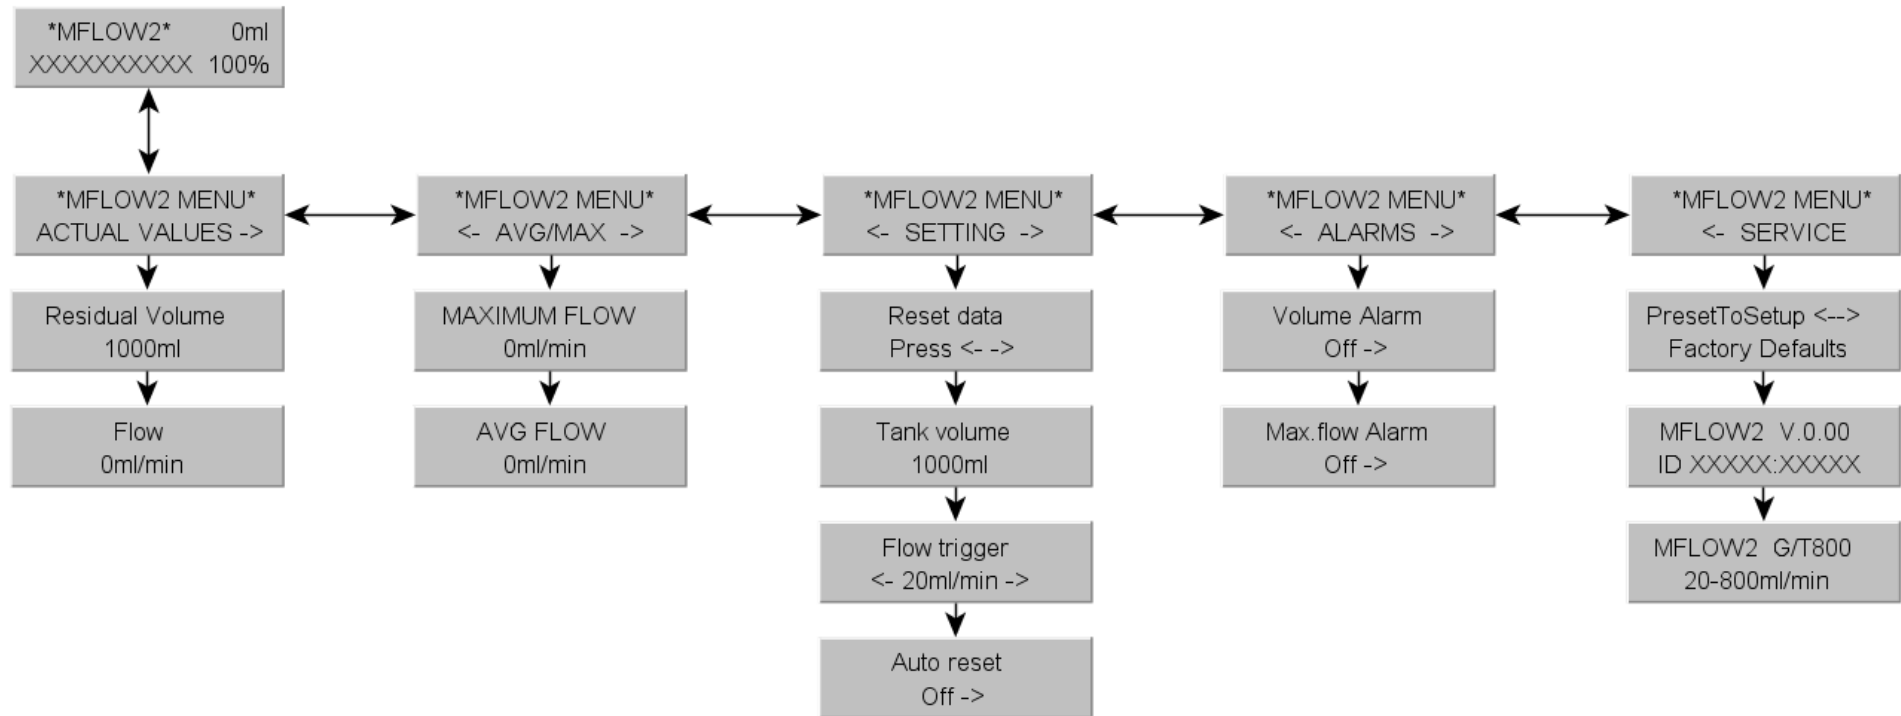 *MFLOW2* 0ml
XXXXXXXXXX 100%
*MFLOW2 MENU*
ACTUAL VALUES ->
Residual Volume
1000ml
Flow
0ml/min
*MFLOW2 MENU*
<- AVG/MAX ->
MAXIMUM FLOW
0ml/min
AVG FLOW
0ml/min
*MFLOW2 MENU*
<- SETTING ->
Reset data
Press <- ->
Tank volume
1000ml
Flow trigger
<- 20ml/min ->
Auto reset
Off ->
*MFLOW2 MENU*
<- ALARMS ->
Volume Alarm
Off ->
Max.flow Alarm
Off ->
*MFLOW2 MENU*
<- SERVICE
PresetToSetup <-->
Factory Defaults
MFLOW2 V.0.00
ID XXXXX:XXXXX
MFLOW2 G/T800
20-800ml/min